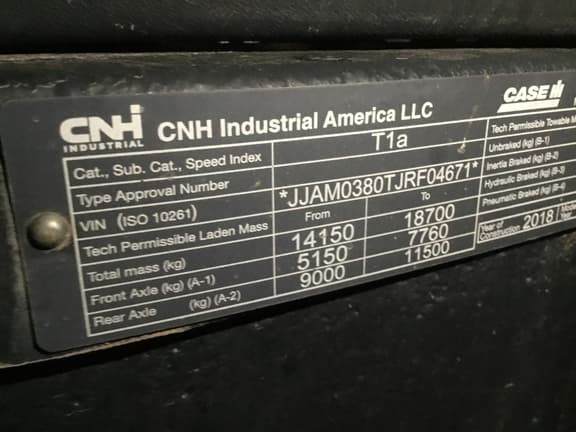 CNH
INDUSTRIAL
CNH Industrial America LLC
CASE IH
Cat., Sub. Cat., Speed Index T1a
Type Approval Number
VIN (ISO 10261) *JJAM0380TJRF04671*
Tech Permissible Laden Mass From To
Total mass (kg) 14150 18700
Front Axle (kg) (A-1) 5150 7760
Rear Axle (kg) (A-2) 9000 11500
Tech Permissible Towable
Unbraked (kg) (B-1)
Inertia Braked (kg) (B-2)
Hydraulic Braked (kg) (B-3)
Pneumatic Braked (kg) (B-4)
Year of Construction 2018